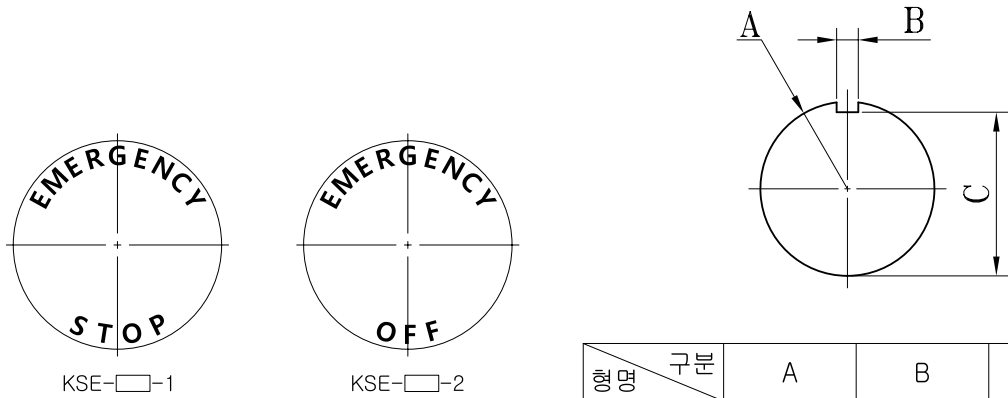 EMERGENCY
STOP
KSE-□-1
EMERGENCY
OFF
KSE-□-2
A
B
C
구분
형명
A
B